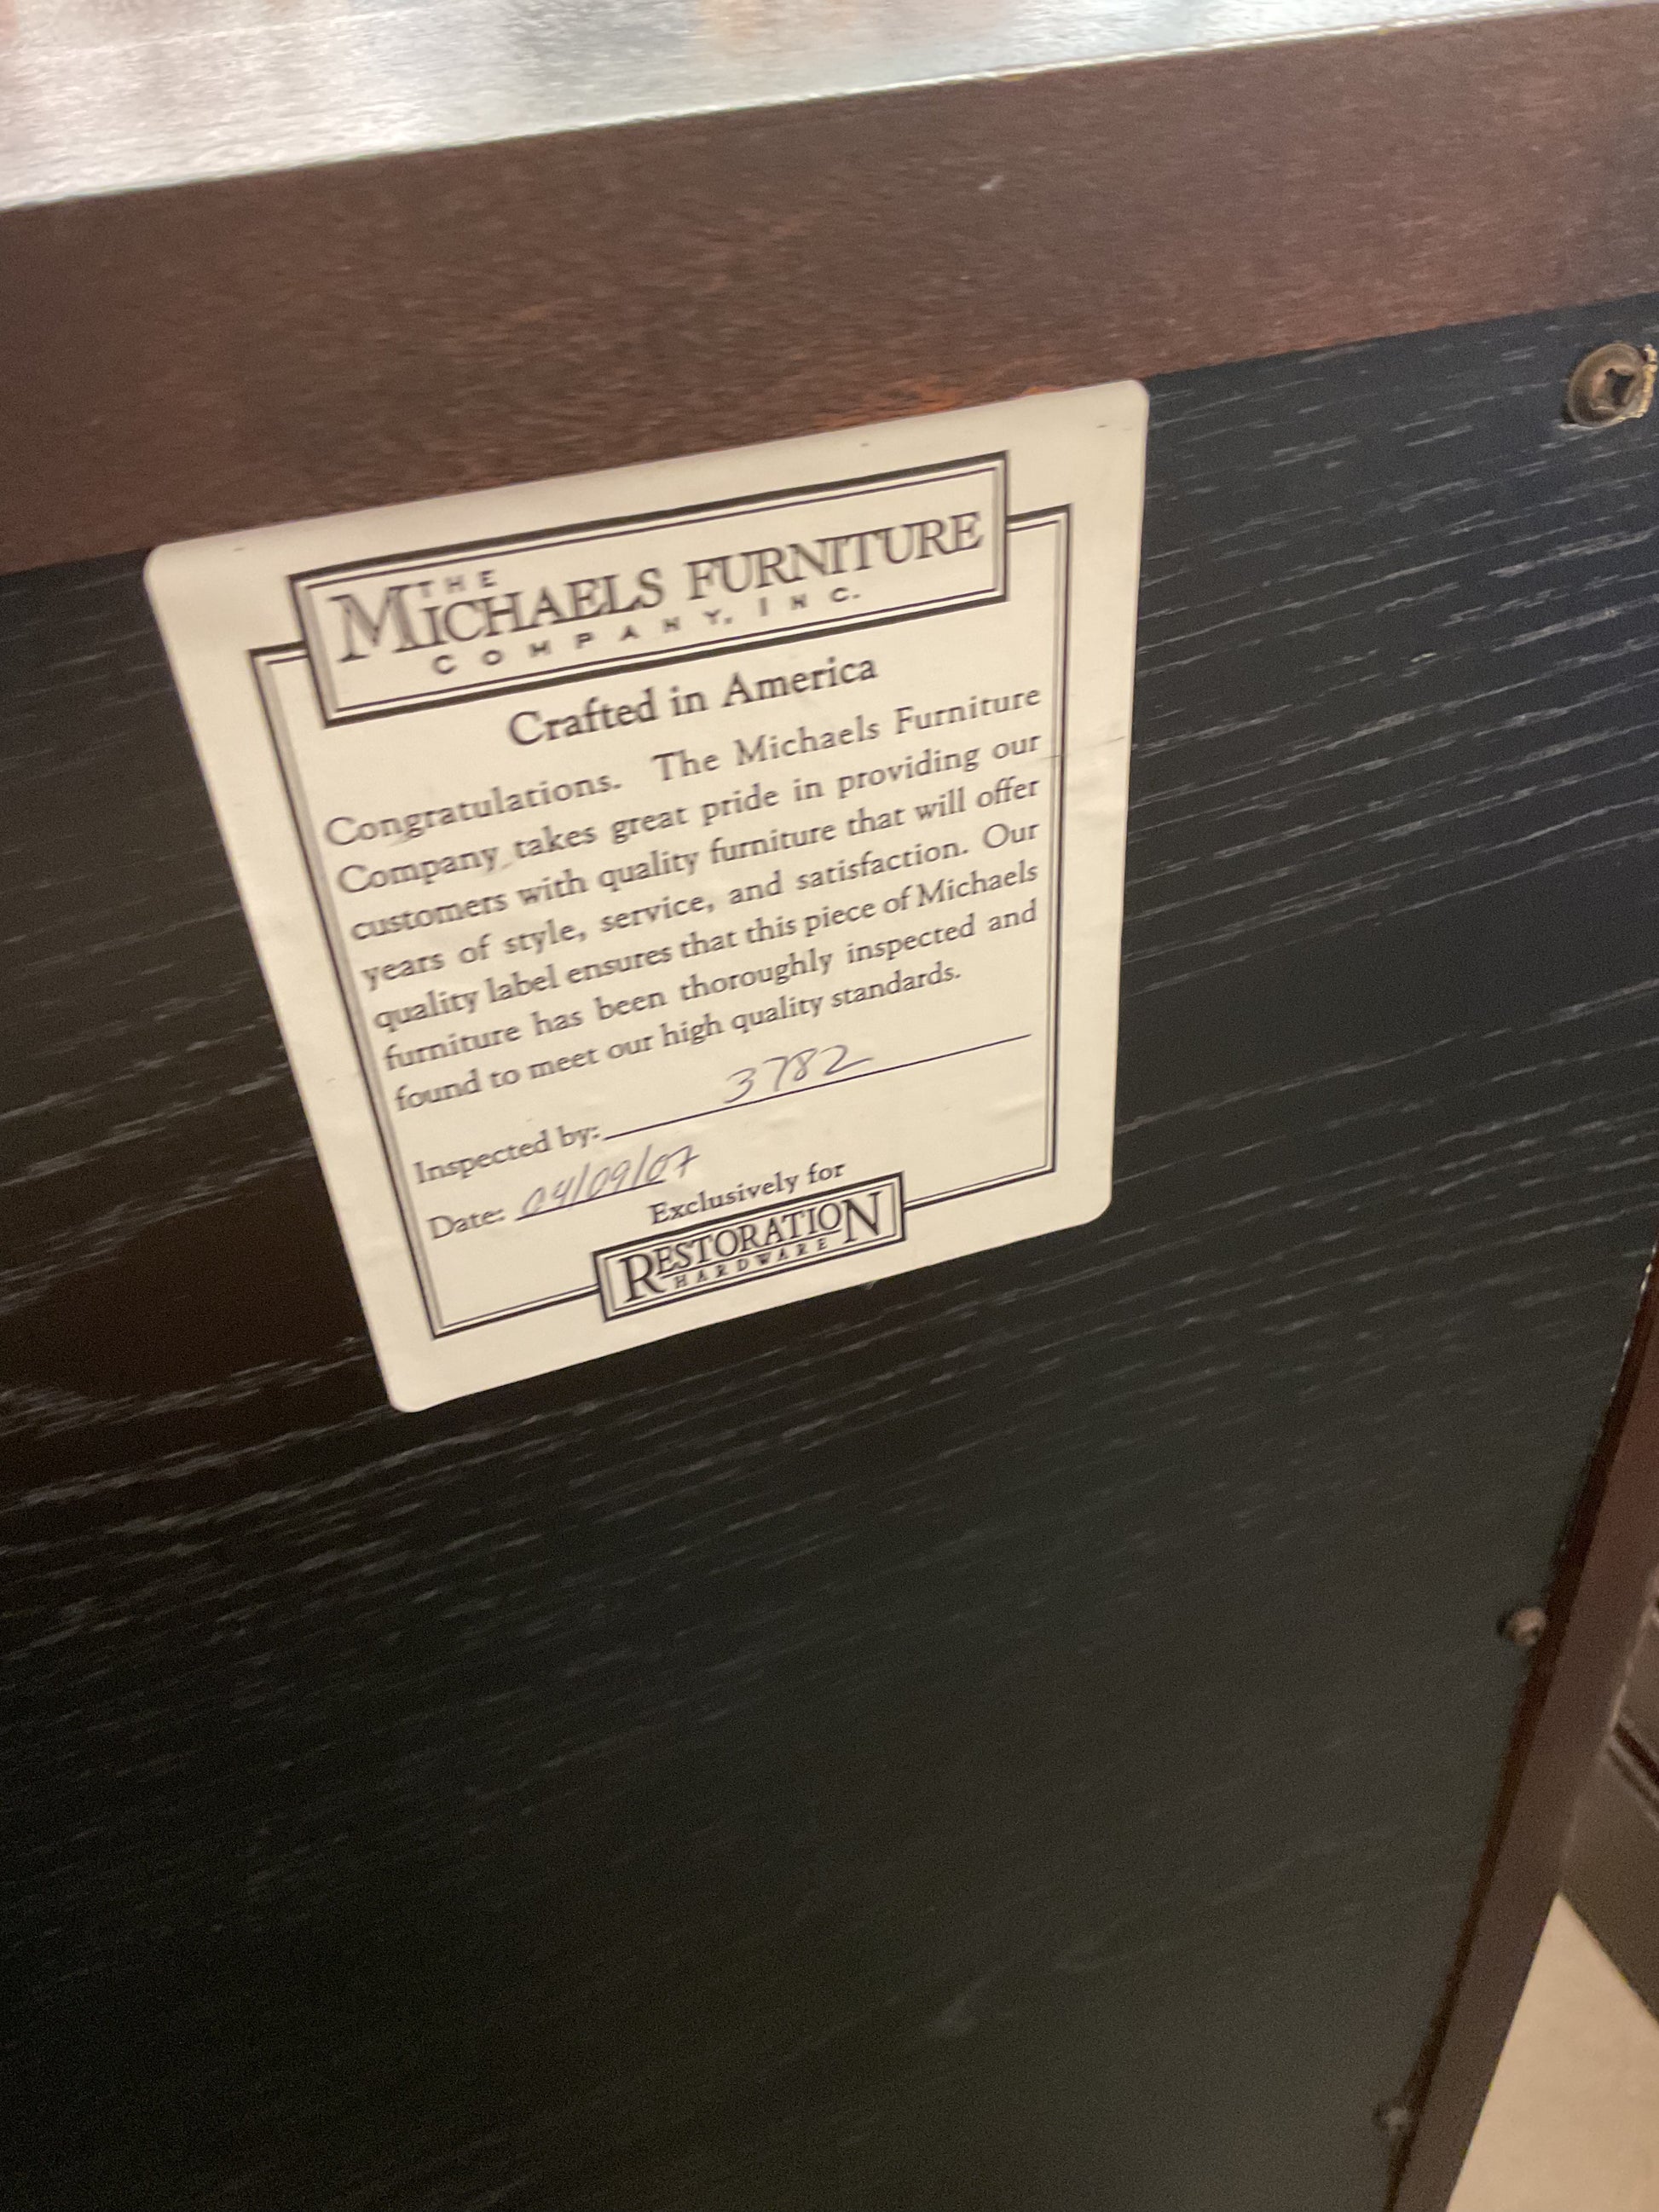 THE
MICHAELS FURNITURE
COMPANY, INC.
Crafted in America
Congratulations. The Michaels Furniture
Company takes great pride in providing our
customers with quality furniture that will offer
years of style, service, and satisfaction. Our
quality label ensures that this piece of Michaels
furniture has been thoroughly inspected and
found to meet our high quality standards.
Inspected by: 3782
Date: 04/09/07
Exclusively for
RESTORATION
HARDWARE